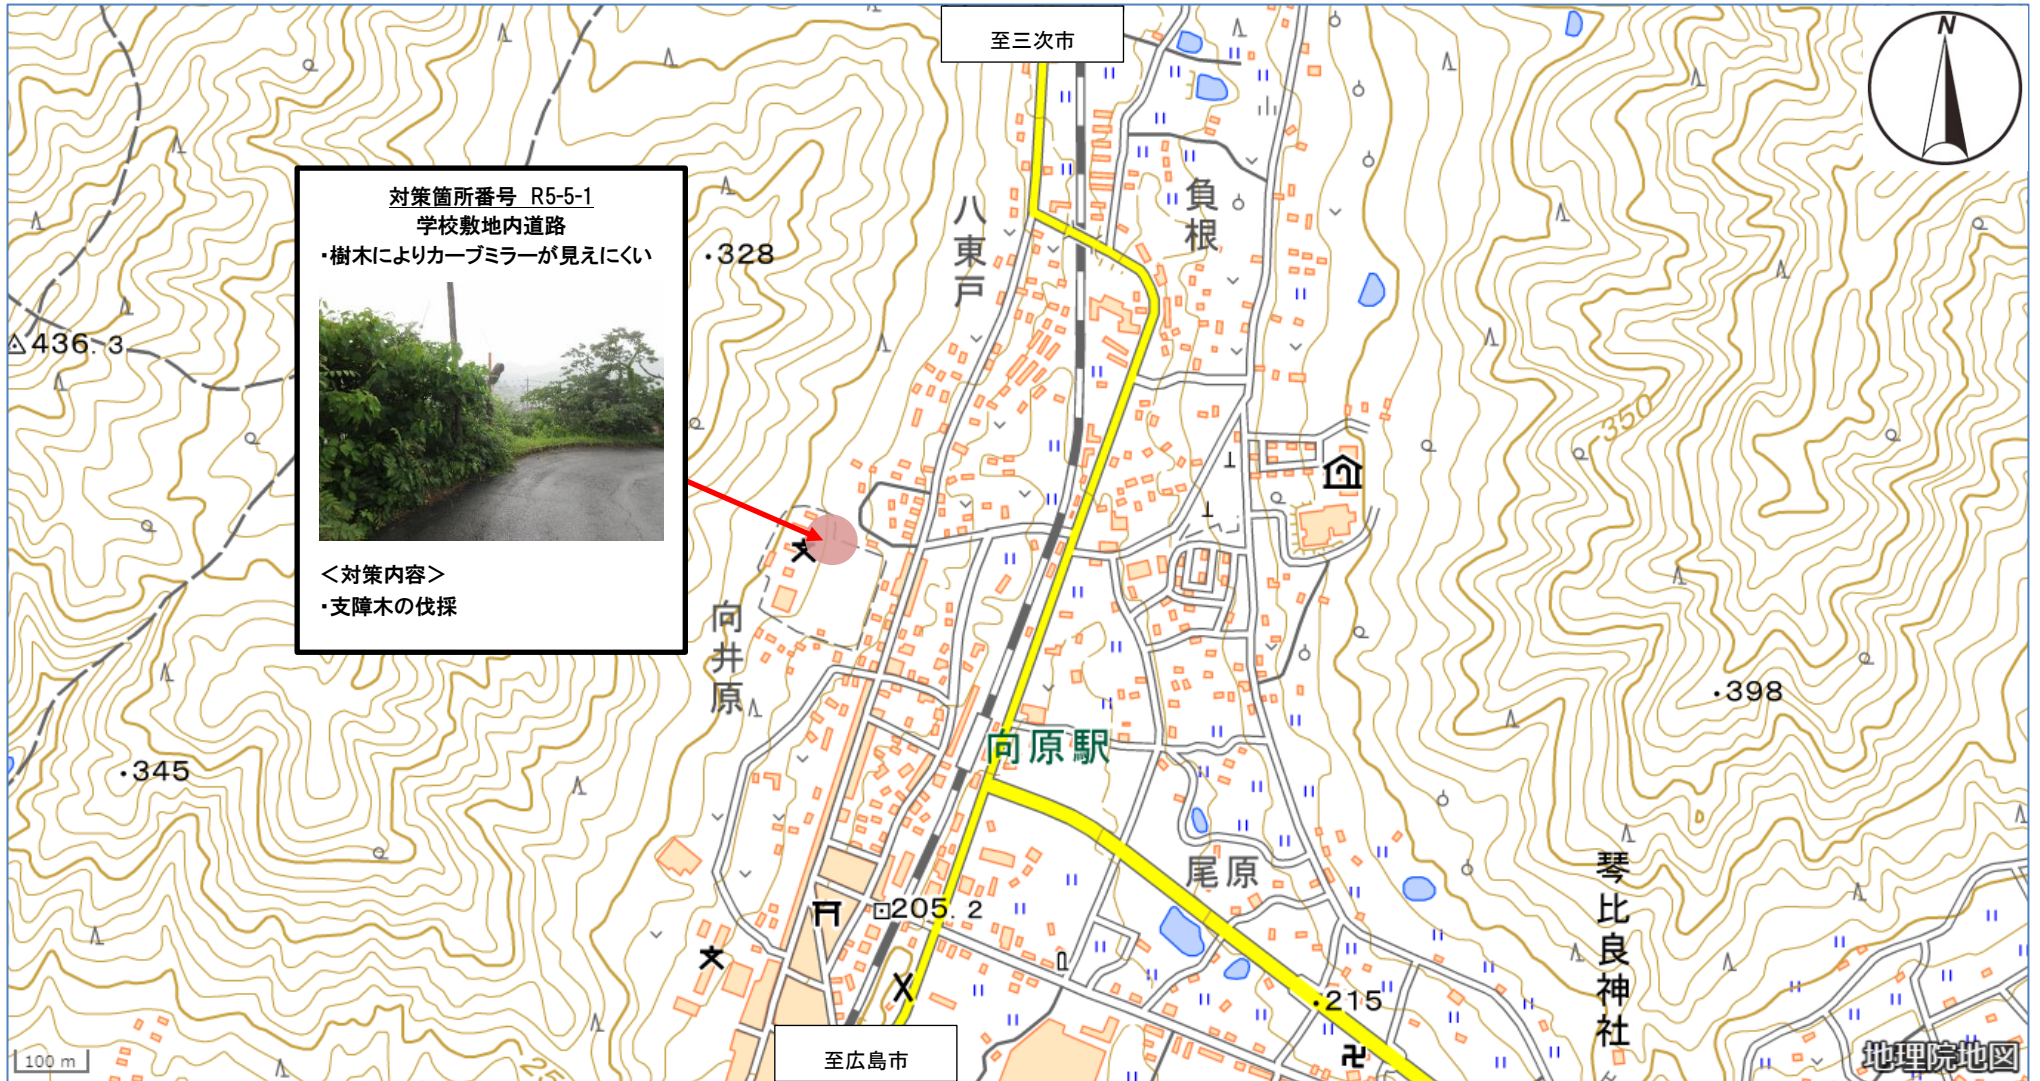 至三次市
N
対策箇所番号 R5-5-1
学校敷地内道路
・樹木によりカーブミラーが見えにくい
＜対策内容＞
・支障木の伐採
八東戸
負根
・328
436.3
350
向井原
・398
向原駅
・345
尾原
205.2
琴比良神社
・215
至広島市
100 m
地理院地図